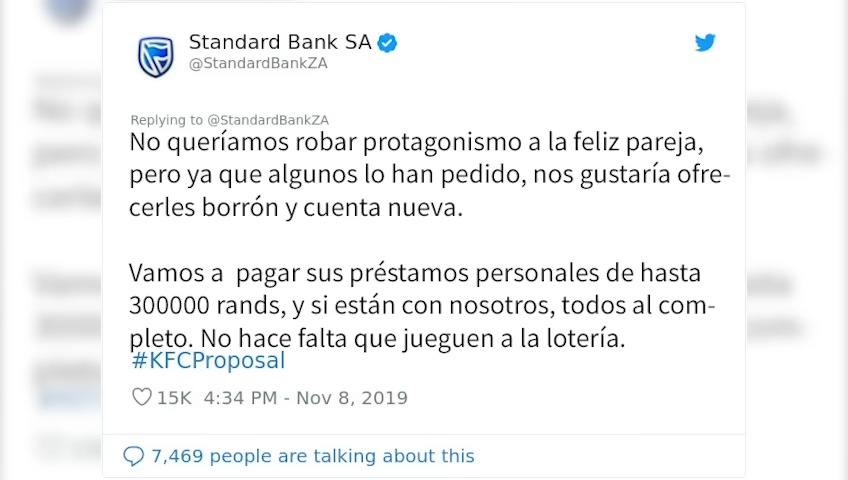 Standard Bank SA
@StandardBankZA
Replying to @StandardBankZA
No queríamos robar protagonismo a la feliz pareja,
pero ya que algunos lo han pedido, nos gustaría ofre-
cerles borrón y cuenta nueva.
Vamos a  pagar sus préstamos personales de hasta
300000 rands, y si están con nosotros, todos al com-
pleto. No hace falta que jueguen a la lotería.
#KFCProposal
15K 4:34 PM - Nov 8, 2019
7,469 people are talking about this